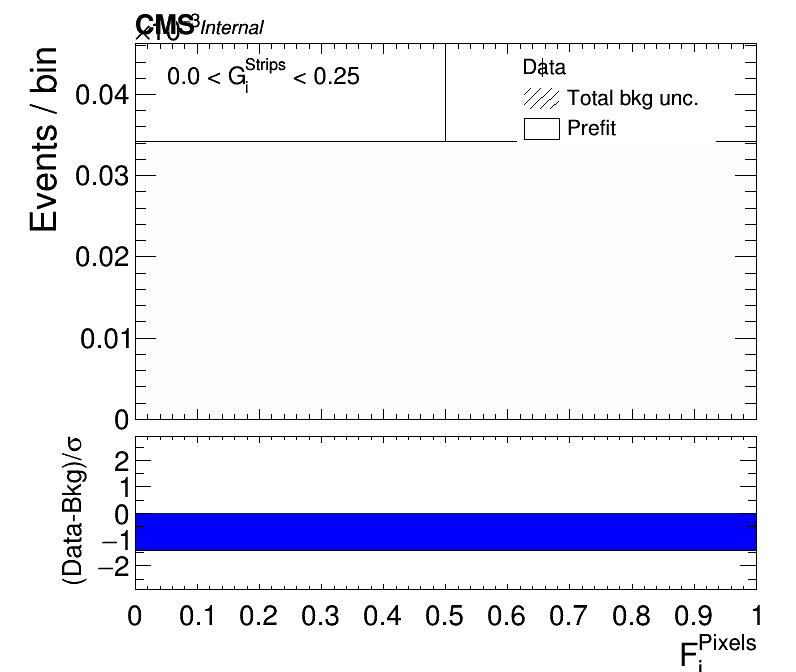 CMS Internal
×10⁻³
Events / bin
0.0 < G_i^Strips < 0.25
Data
Total bkg unc.
Prefit
0.04
0.03
0.02
0.01
0
(Data-Bkg)/σ
2
1
0
−1
−2
0 0.1 0.2 0.3 0.4 0.5 0.6 0.7 0.8 0.9 1
F_i^Pixels